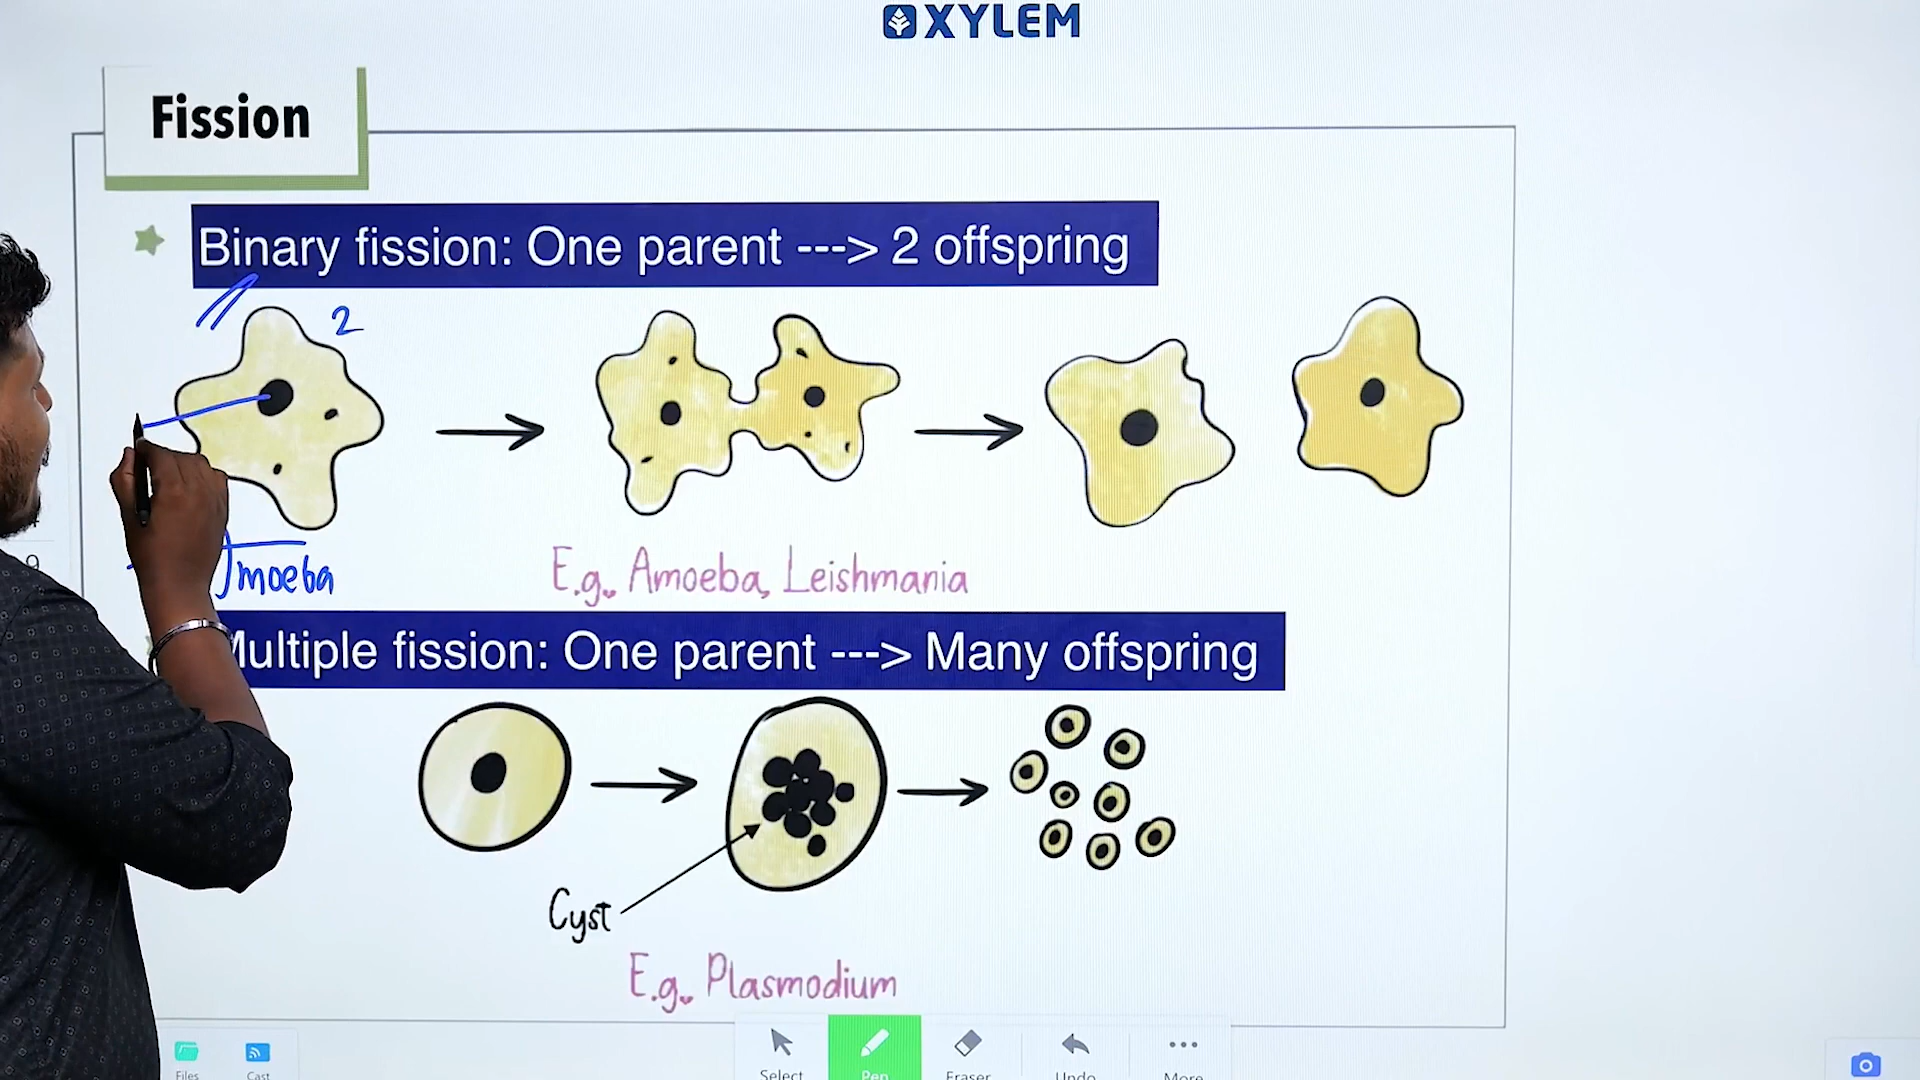 XYLEM
Fission
Binary fission: One parent ---> 2 offspring
2
Amoeba
E.g. Amoeba, Leishmania
Multiple fission: One parent ---> Many offspring
Cyst
E.g. Plasmodium
Files
Cast
Select
Pen
Eraser
Undo
More